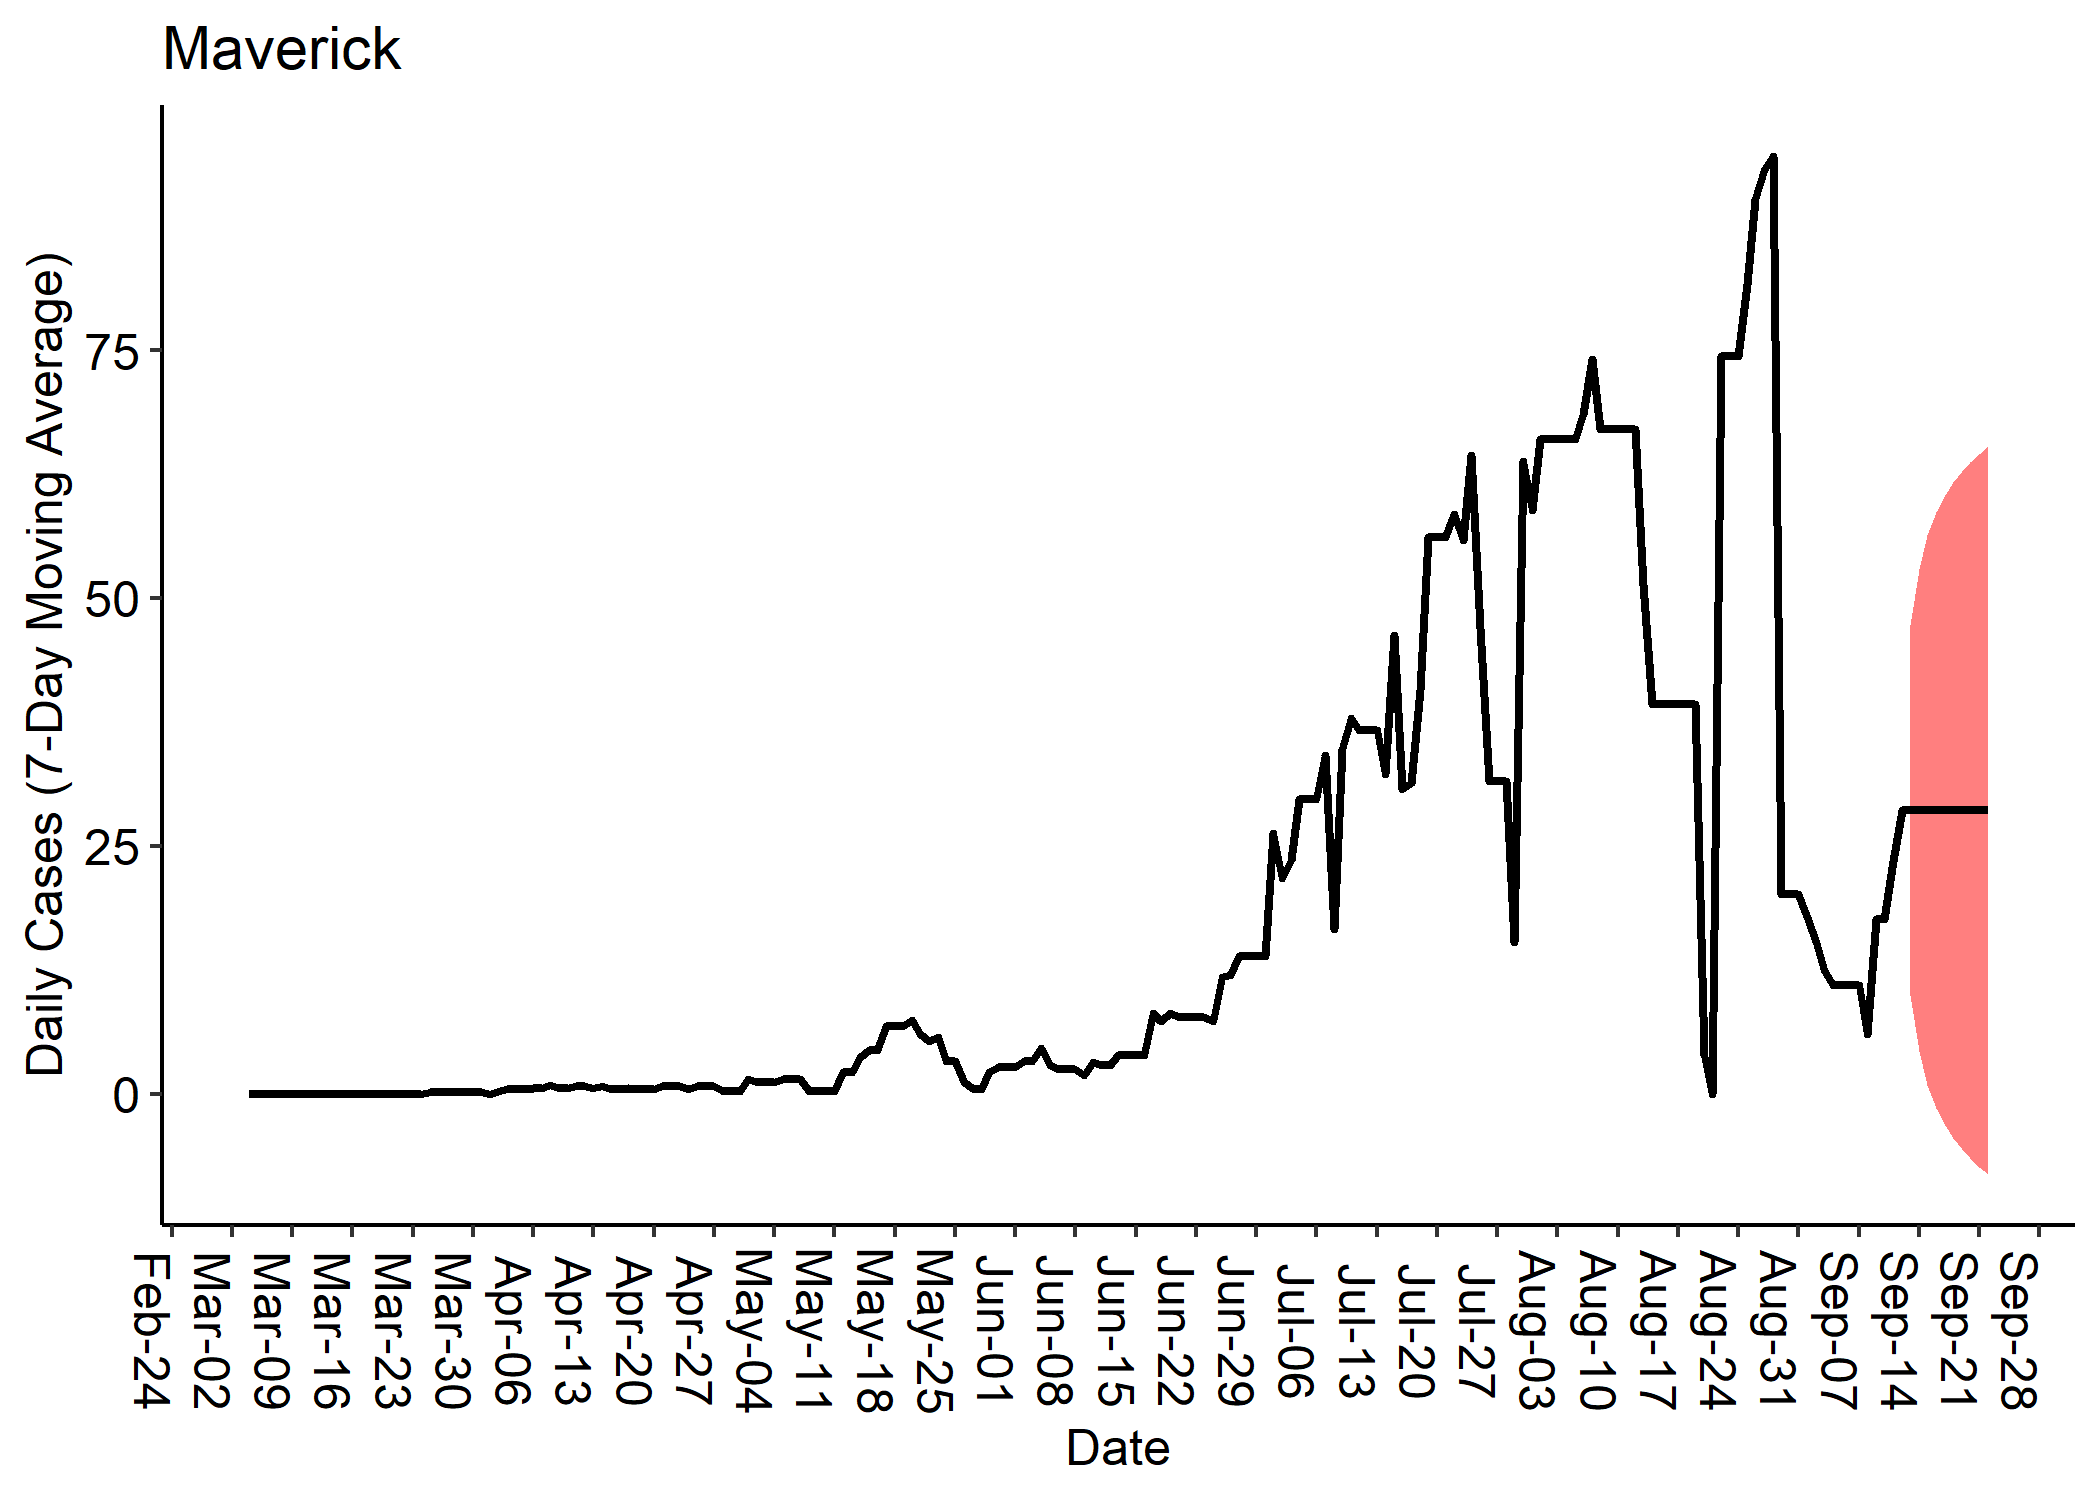 Maverick
Daily Cases (7-Day Moving Average)
75
50
25
0
Feb-24
Mar-02
Mar-09
Mar-16
Mar-23
Mar-30
Apr-06
Apr-13
Apr-20
Apr-27
May-04
May-11
May-18
May-25
Jun-01
Jun-08
Jun-15
Jun-22
Jun-29
Jul-06
Jul-13
Jul-20
Jul-27
Aug-03
Aug-10
Aug-17
Aug-24
Aug-31
Sep-07
Sep-14
Sep-21
Sep-28
Date